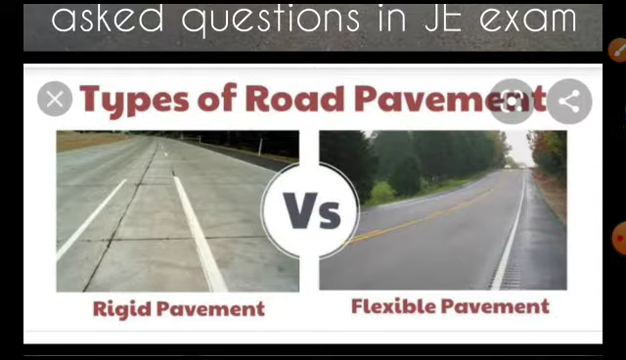 asked questions in JE exam
Types of Road Pavement
Vs
Rigid Pavement
Flexible Pavement